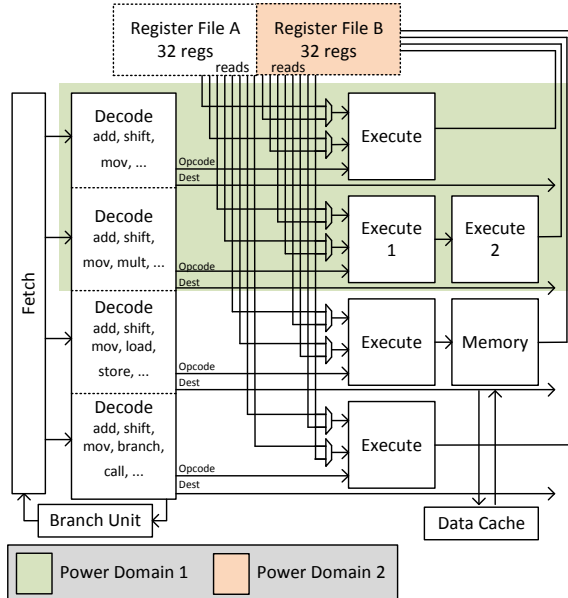 Register File A
32 regs
Register File B
32 regs
reads
reads
Fetch
Decode
add, shift,
mov, ...
Opcode
Dest
Execute
Decode
add, shift,
mov, mult, ...
Opcode
Dest
Execute
1
Execute
2
Decode
add, shift,
mov, load,
store, ...
Opcode
Dest
Execute
Memory
Decode
add, shift,
mov, branch,
call, ...
Opcode
Dest
Execute
Branch Unit
Data Cache
Power Domain 1
Power Domain 2